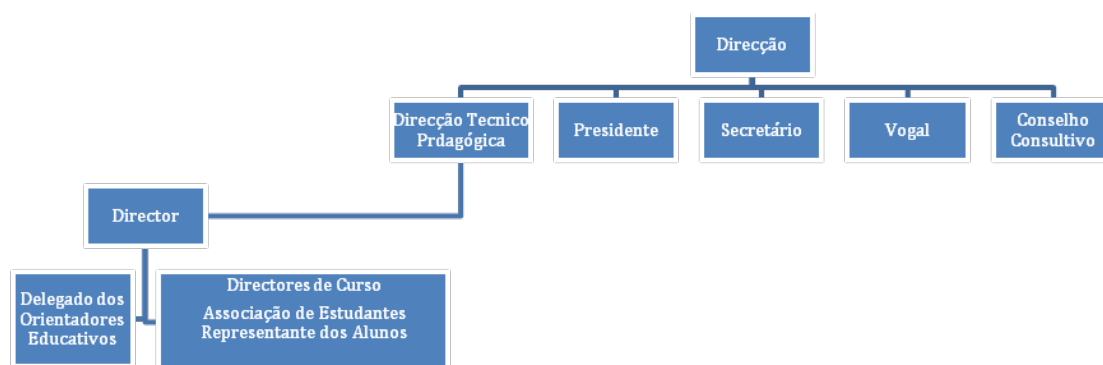 Direcção
Direcção Tecnico
Prdagógica
Presidente
Secretário
Vogal
Conselho
Consultivo
Director
Delegado dos
Orientadores
Educativos
Directores de Curso
Associação de Estudantes
Representante dos Alunos